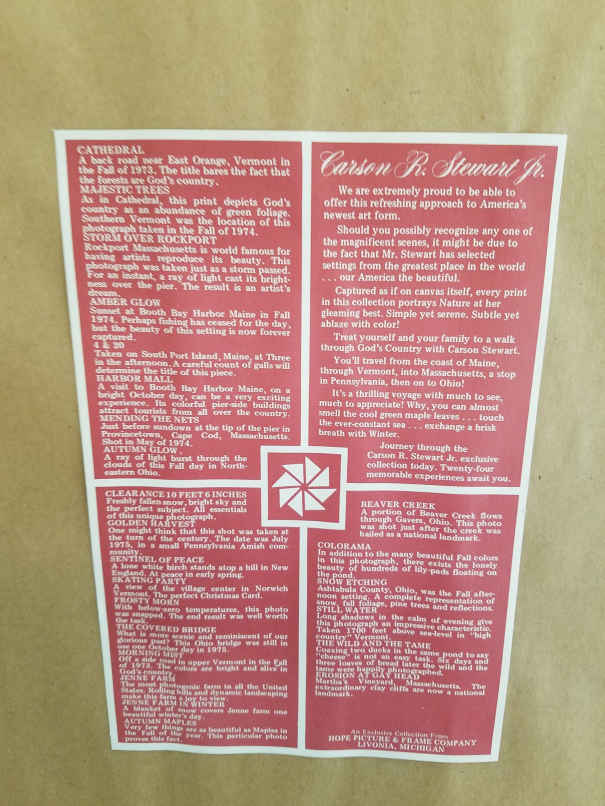 CATHEDRAL
A back road near East Orange, Vermont in
the Fall of 1973. The title bares the fact that
the forests are God's country.
MAJESTIC TREES
As in Cathedral, this print depicts God's
country as an abundance of green foliage.
Southern Vermont was the location of this
photograph taken in the Fall of 1974.
STORM OVER ROCKPORT
Rockport Massachusetts is world famous for
having artists reproduce its beauty. This
photograph was taken just as a storm passed.
For an instant, a ray of light cast its bright-
ness over the pier. The result is an artist's
dream.
AMBER GLOW
Sunset at Booth Bay Harbor Maine in Fall
1974. Perhaps fishing has ceased for the day,
but the beauty of this setting is now forever
captured.
4 & 20
Taken on South Port Island, Maine, at Three
in the afternoon. A careful count of gulls will
determine the title of this piece.
HARBOR MALL
A visit to Booth Bay Harbor Maine, on a
bright October day, can be a very exciting
experience. Its colorful pier-side buildings
attract tourists from all over the country.
MENDING THE NETS
Just before sundown at the tip of the pier in
Provincetown, Cape Cod, Massachusetts.
Shot in May of 1974.
AUTUMN GLOW
A ray of light burst through the
clouds of this Fall day in North-
eastern Ohio.
Carson R. Stewart Jr.
We are extremely proud to be able to
offer this refreshing approach to America's
newest art form.
Should you possibly recognize any one of
the magnificent scenes, it might be due to
the fact that Mr. Stewart has selected
settings from the greatest place in the world
. . . our America the beautiful.
Captured as if on canvas itself, every print
in this collection portrays Nature at her
gleaming best. Simple yet serene. Subtle yet
ablaze with color!
Treat yourself and your family to a walk
through God's Country with Carson Stewart.
You'll travel from the coast of Maine,
through Vermont, into Massachusetts, a stop
in Pennsylvania, then on to Ohio!
It's a thrilling voyage with much to see,
much to appreciate! Why, you can almost
smell the cool green maple leaves . . . touch
the ever-constant sea . . . exchange a brisk
breath with Winter.
Journey through the
Carson R. Stewart Jr. exclusive
collection today. Twenty-four
memorable experiences await you.
CLEARANCE 10 FEET 6 INCHES
Freshly fallen snow, bright sky and
the perfect subject. All essentials
of this unique photograph.
GOLDEN HARVEST
One might think that this shot was taken at
the turn of the century. The date was July
1975, in a small Pennsylvania Amish com-
munity.
SENTINEL OF PEACE
A lone white birch stands atop a hill in New
England. At peace in early spring.
SKATING PARTY
A view of the village center in Norwich
Vermont. The perfect Christmas Card.
FROSTY MORN
With below-zero temperatures, this photo
was snapped. The end result was well worth
the task.
THE COVERED BRIDGE
What is more scenic and reminiscent of our
glorious past? This Ohio bridge was still in
use one October day in 1975.
MORNING MIST
Off a side road in upper Vermont in the Fall
of 1973. The colors are bright and alive in
God's country.
JENNE FARM
The most photogenic farm in all the United
States. Rolling hills and dynamic landscaping
make this farm a joy to view.
JENNE FARM IN WINTER
A blanket of snow covers Jenne farm one
beautiful winter's day.
AUTUMN MAPLES
Very few things are as beautiful as Maples in
the Fall of the year. This particular photo
proves this fact.
BEAVER CREEK
A portion of Beaver Creek flows
through Gavers, Ohio. This photo
was shot just after the creek was
hailed as a national landmark.
COLORAMA
In addition to the many beautiful Fall colors
in this photograph, there exists the lonely
beauty of hundreds of lily-pads floating on
the pond.
SNOW ETCHING
Ashtabula County, Ohio, was the Fall after-
noon setting. A complete representation of
snow, fall foliage, pine trees and reflections.
STILL WATER
Long shadows in the calm of evening give
this photograph an impressive characteristic.
Taken 1700 feet above sea-level in "high
country" Vermont.
THE WILD AND THE TAME
Coaxing two ducks in the same pond to say
"cheese" is not an easy task. Six days and
three loaves of bread later the wild and the
tame were happily photographed.
EROSION AT GAY HEAD
Martha's Vineyard, Massachusetts. The
extraordinary clay cliffs are now a national
landmark.
An Exclusive Collection From
HOPE PICTURE & FRAME COMPANY
LIVONIA, MICHIGAN